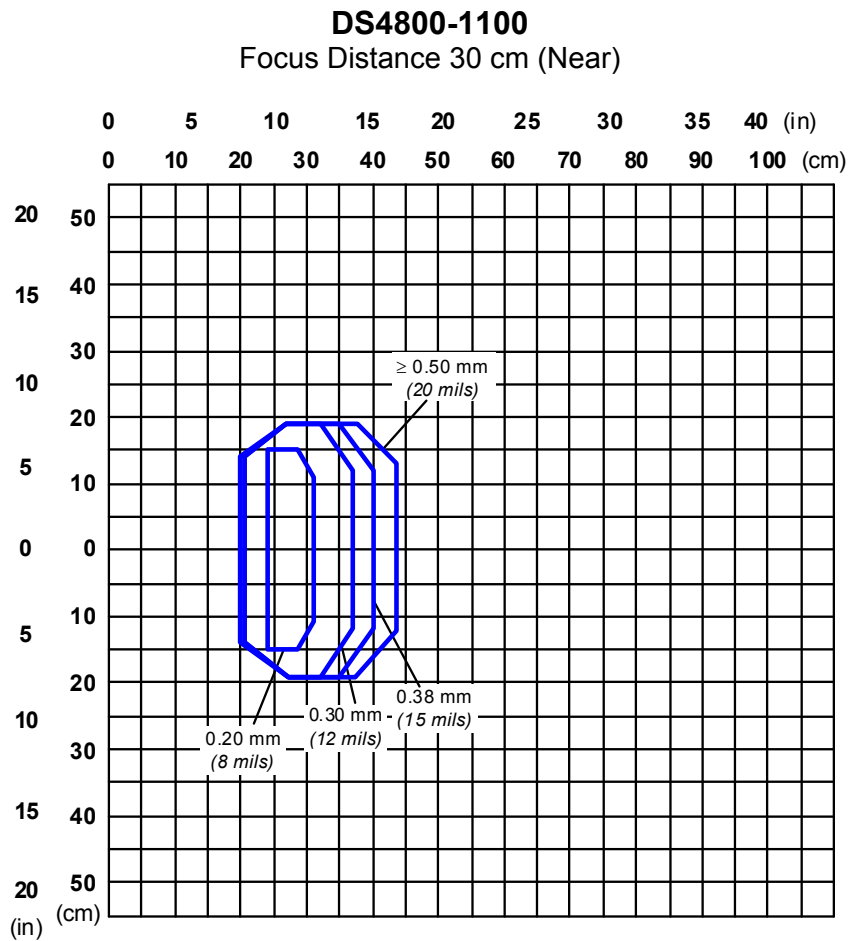 DS4800-1100
Focus Distance 30 cm (Near)
0 5 10 15 20 25 30 35 40 (in)
0 10 20 30 40 50 60 70 80 90 100 (cm)
20 50
15 40
30
≥ 0.50 mm
(20 mils)
10
20
5
10
0 0
10
5
20
0.38 mm
(15 mils)
0.30 mm
(12 mils)
10
0.20 mm
(8 mils)
30
15 40
20 50
(in) (cm)